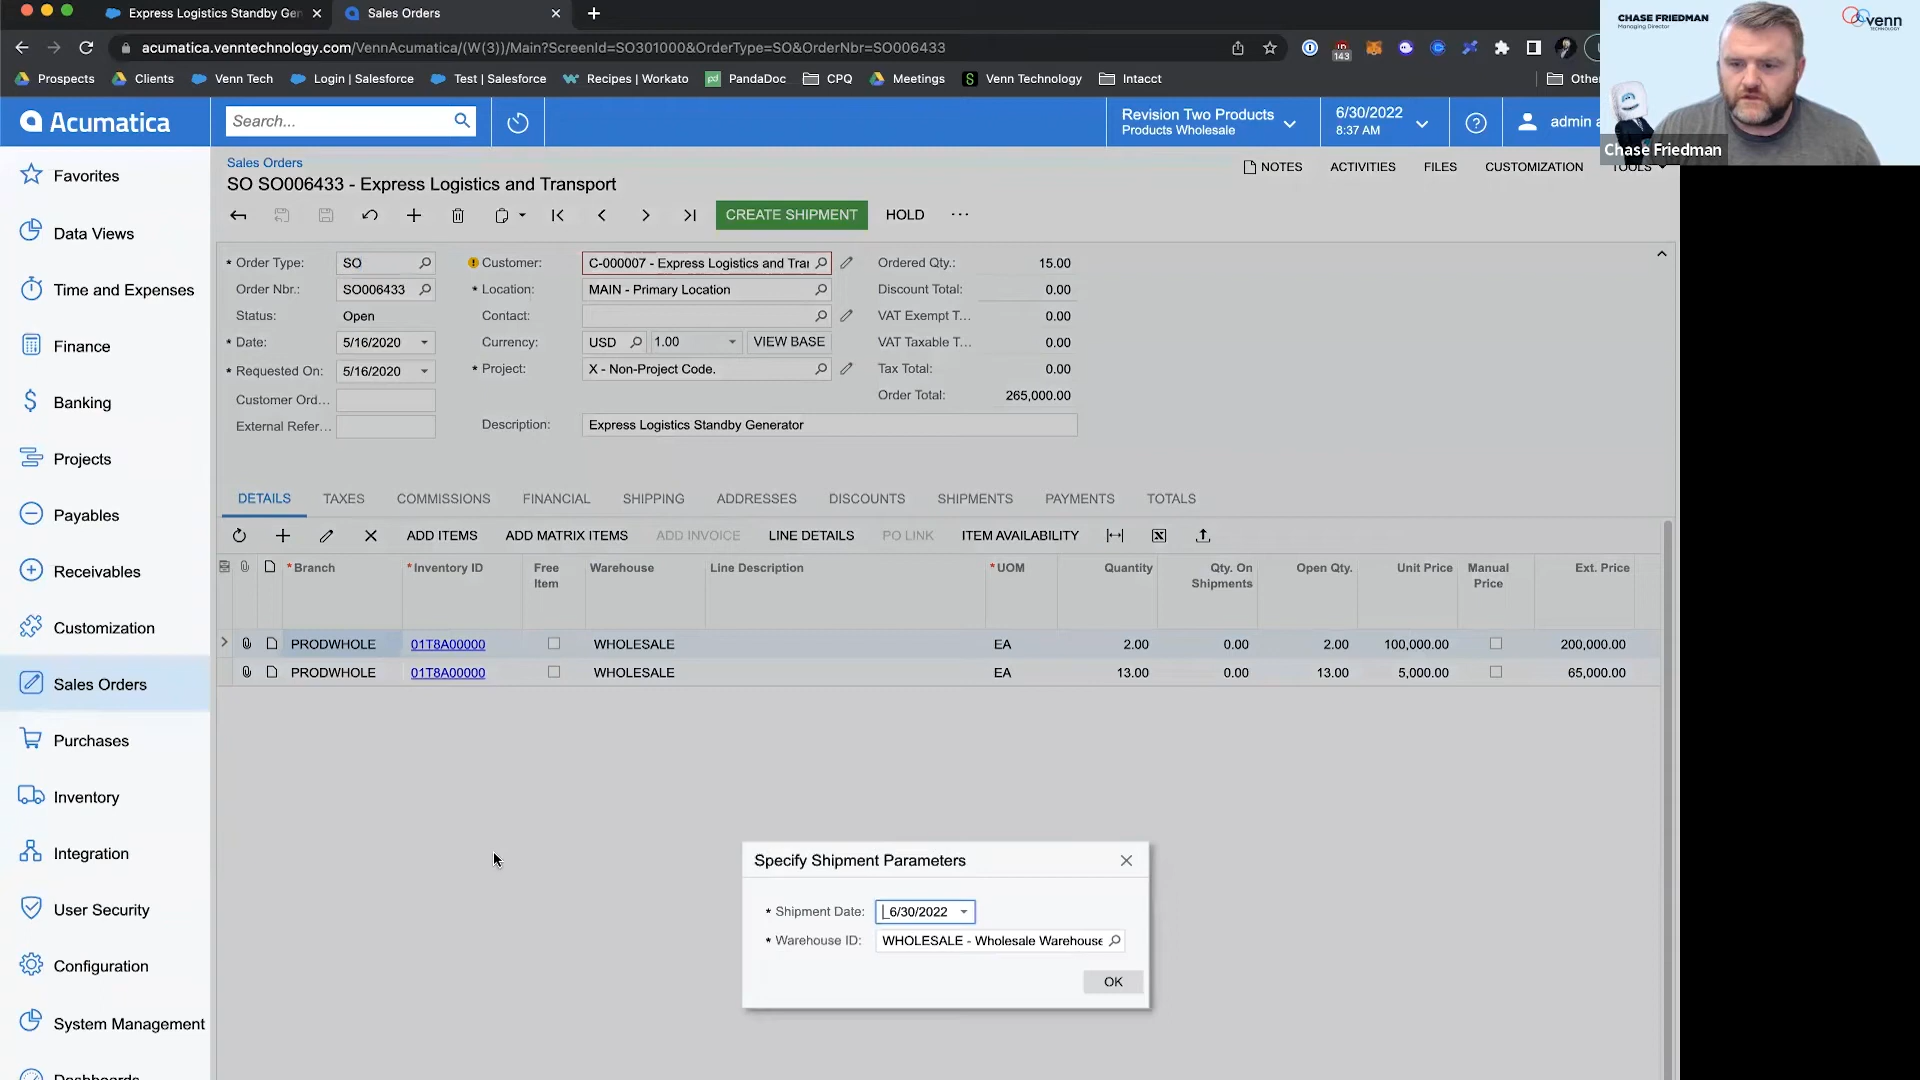 Express Logistics Standby Gen
Sales Orders
acumatica.venntechnology.com/VennAcumatica/(W(3))/Main?ScreenId=SO301000&OrderType=SO&OrderNbr=SO006433
143
Prospects
Clients
Venn Tech
Login | Salesforce
Test | Salesforce
Recipes | Workato
pd
PandaDoc
CPQ
Meetings
S
Venn Technology
Intacct
Othe
CHASE FRIEDMAN
Managing Director
venn
TECHNOLOGY
Chase Friedman
Acumatica
Search...
Revision Two Products
Products Wholesale
6/30/2022
8:37 AM
admin a
Favorites
Data Views
Time and Expenses
Finance
Banking
Projects
Payables
Receivables
Customization
Sales Orders
Purchases
Inventory
Integration
User Security
Configuration
System Management
Dashboards
Sales Orders
SO SO006433 - Express Logistics and Transport
NOTES
ACTIVITIES
FILES
CUSTOMIZATION
TOOLS
CREATE SHIPMENT
HOLD
* Order Type: SO
Order Nbr.: SO006433
Status: Open
* Date: 5/16/2020
* Requested On: 5/16/2020
Customer Ord...
External Refer...
Customer: C-000007 - Express Logistics and Trar
* Location: MAIN - Primary Location
Contact:
Currency: USD 1.00 VIEW BASE
* Project: X - Non-Project Code.
Description: Express Logistics Standby Generator
Ordered Qty.: 15.00
Discount Total: 0.00
VAT Exempt T... 0.00
VAT Taxable T... 0.00
Tax Total: 0.00
Order Total: 265,000.00
DETAILS
TAXES
COMMISSIONS
FINANCIAL
SHIPPING
ADDRESSES
DISCOUNTS
SHIPMENTS
PAYMENTS
TOTALS
ADD ITEMS
ADD MATRIX ITEMS
ADD INVOICE
LINE DETAILS
PO LINK
ITEM AVAILABILITY
* Branch
* Inventory ID
Free Item
Warehouse
Line Description
* UOM
Quantity
Qty. On Shipments
Open Qty.
Unit Price
Manual Price
Ext. Price
PRODWHOLE 01T8A00000 WHOLESALE EA 2.00 0.00 2.00 100,000.00 200,000.00
PRODWHOLE 01T8A00000 WHOLESALE EA 13.00 0.00 13.00 5,000.00 65,000.00
Specify Shipment Parameters
* Shipment Date: _6/30/2022
* Warehouse ID: WHOLESALE - Wholesale Warehouse
OK